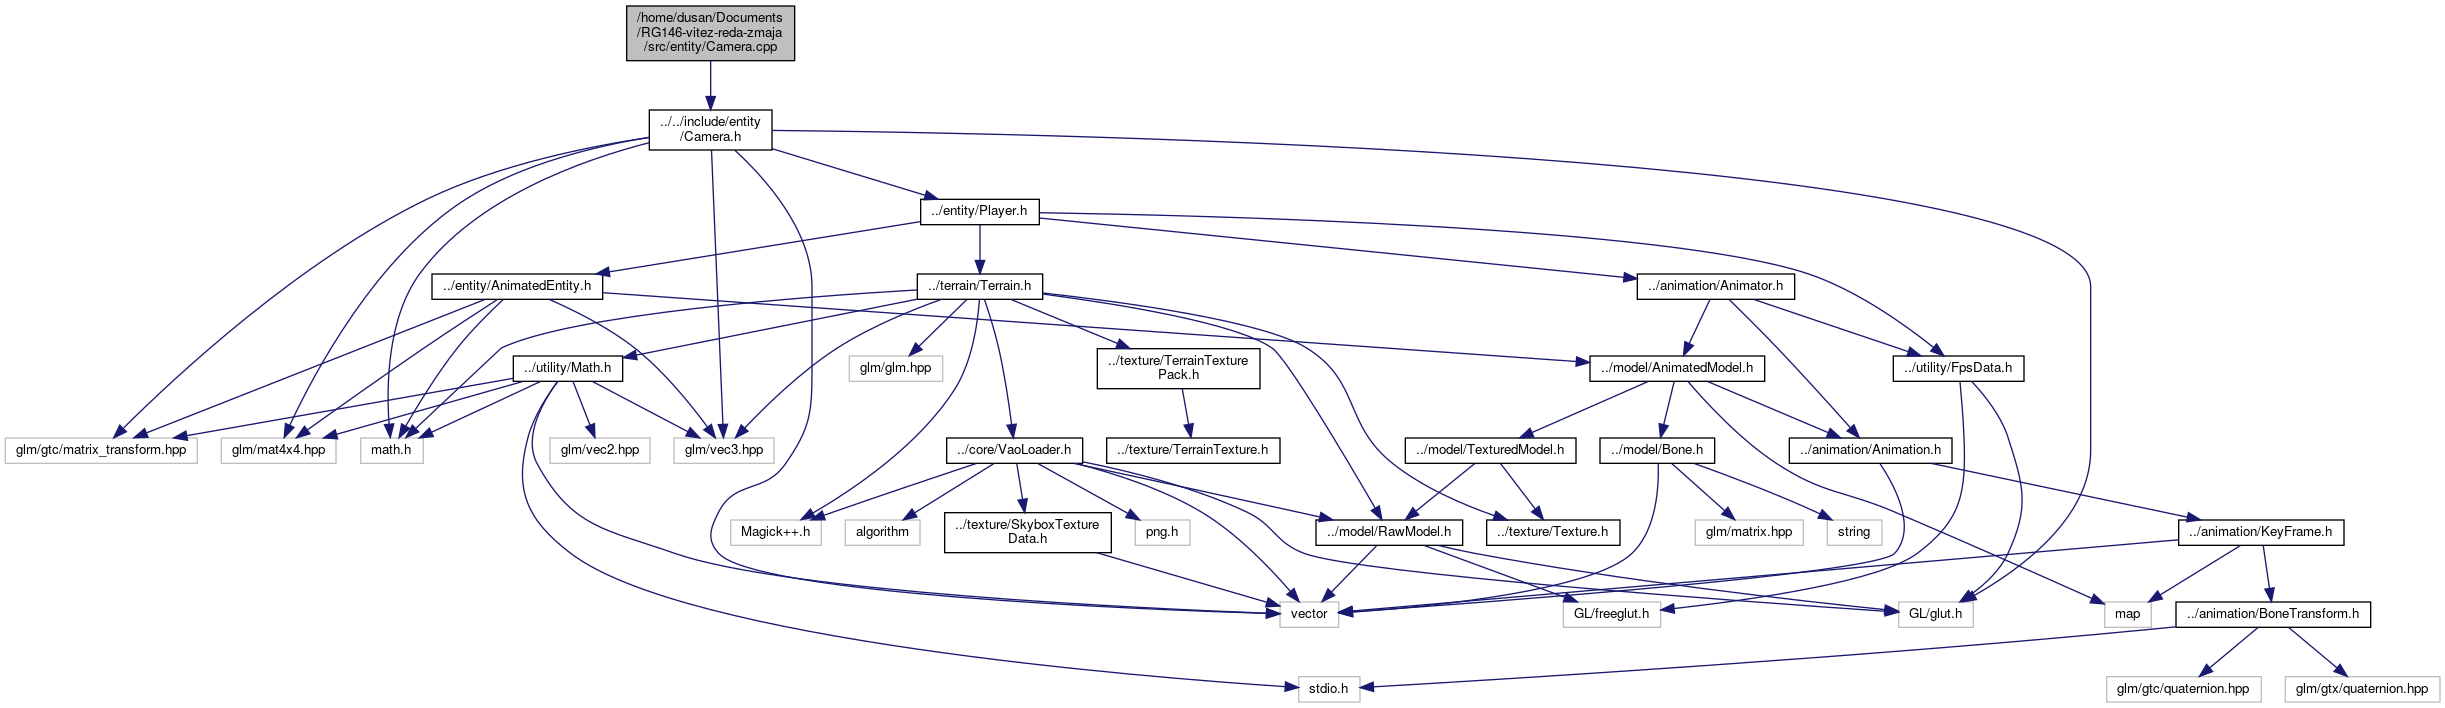 /home/dusan/Documents
/RG146-vitez-reda-zmaja
/src/entity/Camera.cpp
../../include/entity
/Camera.h
../entity/Player.h
../entity/AnimatedEntity.h
../terrain/Terrain.h
../animation/Animator.h
../utility/Math.h
glm/glm.hpp
../texture/TerrainTexture
Pack.h
../model/AnimatedModel.h
../utility/FpsData.h
glm/gtc/matrix_transform.hpp
glm/mat4x4.hpp
math.h
glm/vec2.hpp
glm/vec3.hpp
../core/VaoLoader.h
../texture/TerrainTexture.h
../model/TexturedModel.h
../model/Bone.h
../animation/Animation.h
Magick++.h
algorithm
../texture/SkyboxTexture
Data.h
png.h
../model/RawModel.h
../texture/Texture.h
glm/matrix.hpp
string
../animation/KeyFrame.h
vector
GL/freeglut.h
GL/glut.h
map
../animation/BoneTransform.h
stdio.h
glm/gtc/quaternion.hpp
glm/gtx/quaternion.hpp